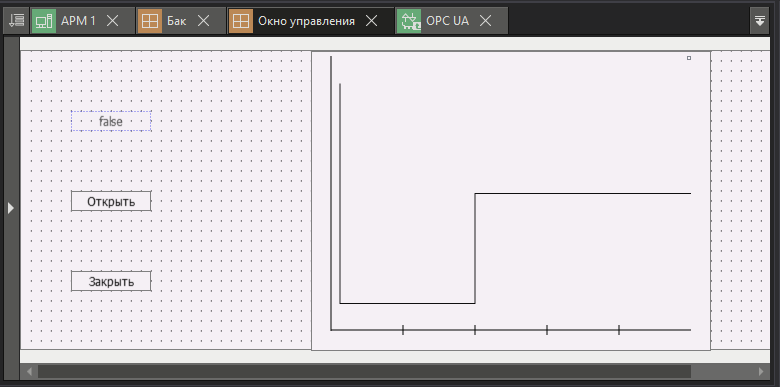 АРМ 1
Бак
Окно управления
OPC UA
false
Открыть
Закрыть